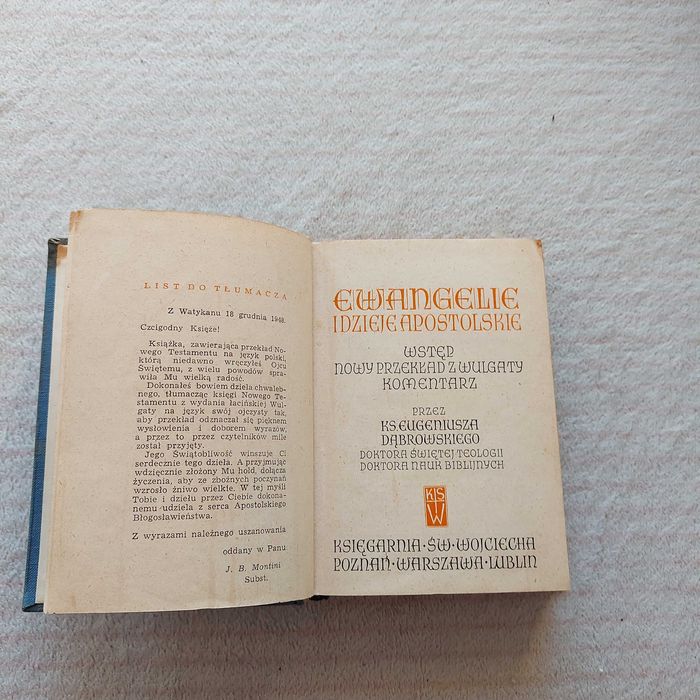 LIST DO TŁUMACZA
Z Watykanu 18 grudnia 1948.
Czcigodny Księże!
Książka, zawierająca przekład No-
wego Testamentu na język polski,
którą niedawno wręczyłeś Ojcu
Świętemu, z wielu powodów spra-
wiła Mu wielką radość.
Dokonałeś bowiem dzieła chwaleb-
nego, tłumacząc księgi Nowego Te-
stamentu z wydania łacińskiej Wul-
gaty na język swój ojczysty tak,
aby przekład odznaczał się pięknem
wysłowienia i doborem wyrazów,
a przez to przez czytelników mile
został przyjęty.
Jego Świątobliwość winszuje Ci
serdecznie tego dzieła. A przyjmując
wdzięcznie złożony Mu hołd, dołącza
życzenia, aby ze zbożnych poczynań
wzrosło żniwo wielkie. W tej myśli
Tobie i dziełu przez Ciebie dokona-
nemu udziela z serca Apostolskiego
Błogosławieństwa.
Z wyrazami należnego uszanowania
oddany w Panu
J. B. Montini
Subst.
EWANGELIE
I DZIEJE APOSTOLSKIE
WSTĘP
NOWY PRZEKŁAD Z WULGATY
KOMENTARZ
PRZEZ
KS. EUGENIUSZA
DĄBROWSKIEGO
DOKTORA ŚWIĘTEJ TEOLOGII
DOKTORA NAUK BIBLIJNYCH
KS
W
KSIĘGARNIA · ŚW. WOJCIECHA
POZNAŃ · WARSZAWA · LUBLIN